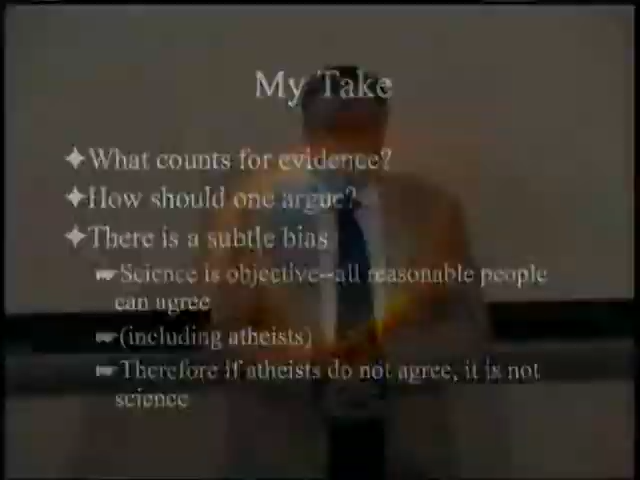 My Take
What counts for evidence?
How should one argue?
There is a subtle bias
Science is objective--all reasonable people
can agree
(including atheists)
Therefore if atheists do not agree, it is not
science